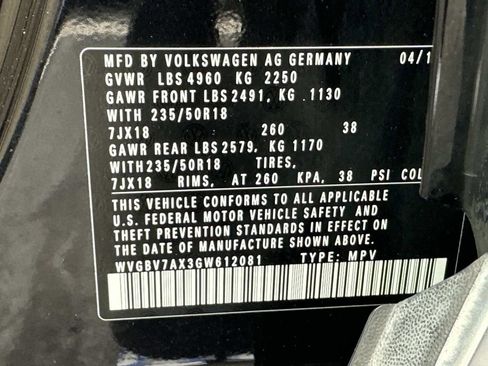 MFD BY VOLKSWAGEN AG GERMANY 04/1
GVWR LBS 4960 KG 2250
GAWR FRONT LBS 2491, KG .1130
WITH 235/50R18
7JX18 260 38
GAWR REAR LBS 2579, KG 1170
WITH 235/50R18 TIRES,
7JX18 RIMS, AT 260 KPA, 38 PSI COL
THIS VEHICLE CONFORMS TO ALL APPLICABLE
U.S. FEDERAL MOTOR VEHICLE SAFETY AND
THEFT PREVENTION STANDARDS IN EFFECT ON
THE DATE OF MANUFACTURE SHOWN ABOVE.
WVGBV7AX3GW612081 TYPE: MPV